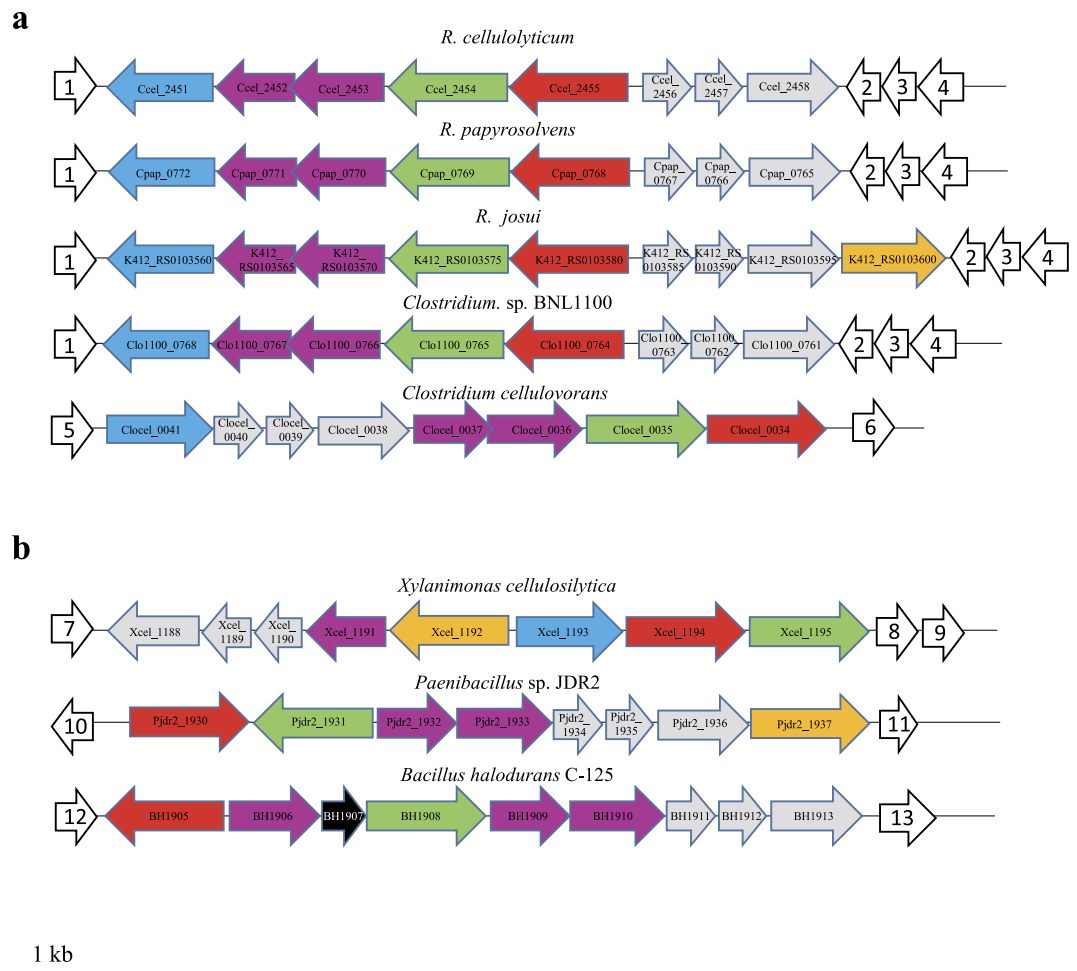 a
R. cellulolyticum
1 Ccel_2451 Ccel_2452 Ccel_2453 Ccel_2454 Ccel_2455 Ccel_ Ccel_ Ccel_2458 2 3 4
2456 2457
R. papyrosolvens
1 Cpap_0772 Cpap_0771 Cpap_0770 Cpap_0769 Cpap_0768 Cpap_ Cpap_ Cpap_0765 2 3 4
0767 0766
R. josui
1 K412_RS0103560 K412_ K412_ K412_RS0103575 K412_RS0103580 K412_RS K412_RS K412_RS0103595 K412_RS0103600 2 3 4
RS0103565 RS0103570 0103585 0103590
Clostridium. sp. BNL1100
1 Clo1100_0768 Clo1100_0767 Clo1100_0766 Clo1100_0765 Clo1100_0764 Clo1100_ Clo1100_ Clo1100_0761 2 3 4
0763 0762
Clostridium cellulovorans
5 Clocel_0041 Clocel_ Clocel_ Clocel_0038 Clocel_0037 Clocel_0036 Clocel_0035 Clocel_0034 6
0040 0039
b
Xylanimonas cellulosilytica
7 Xcel_1188 Xcel_ Xcel_ Xcel_1191 Xcel_1192 Xcel_1193 Xcel_1194 Xcel_1195 8 9
1189 1190
Paenibacillus sp. JDR2
10 Pjdr2_1930 Pjdr2_1931 Pjdr2_1932 Pjdr2_1933 Pjdr2_ Pjdr2_ Pjdr2_1936 Pjdr2_1937 11
1934 1935
Bacillus halodurans C-125
12 BH1905 BH1906 BH1907 BH1908 BH1909 BH1910 BH1911 BH1912 BH1913 13
1 kb